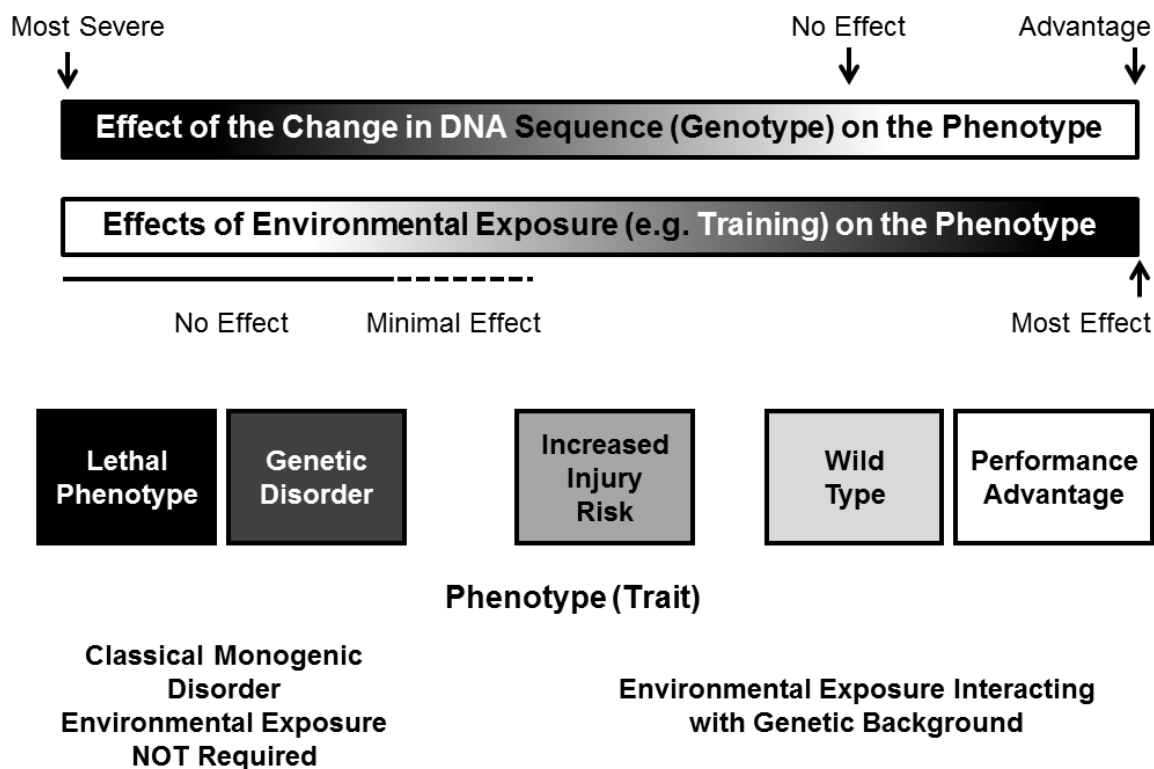 Most Severe No Effect Advantage
Effect of the Change in DNA Sequence (Genotype) on the Phenotype
Effects of Environmental Exposure (e.g. Training) on the Phenotype
No Effect Minimal Effect Most Effect
Lethal
Phenotype
Genetic
Disorder
Increased
Injury
Risk
Wild
Type
Performance
Advantage
Phenotype (Trait)
Classical Monogenic
Disorder
Environmental Exposure
NOT Required
Environmental Exposure Interacting
with Genetic Background